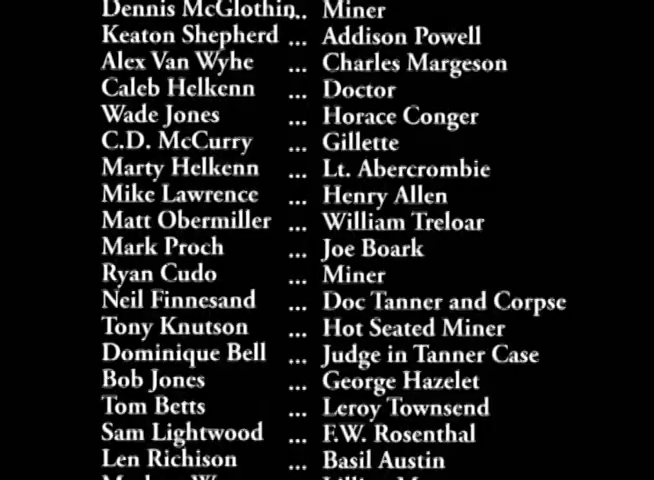 Dennis McGlothin... Miner
Keaton Shepherd ... Addison Powell
Alex Van Wyhe ... Charles Margeson
Caleb Helkenn ... Doctor
Wade Jones ... Horace Conger
C.D. McCurry ... Gillette
Marty Helkenn ... Lt. Abercrombie
Mike Lawrence ... Henry Allen
Matt Obermiller ... William Treloar
Mark Proch ... Joe Boark
Ryan Cudo ... Miner
Neil Finnesand ... Doc Tanner and Corpse
Tony Knutson ... Hot Seated Miner
Dominique Bell ... Judge in Tanner Case
Bob Jones ... George Hazelet
Tom Betts ... Leroy Townsend
Sam Lightwood ... F.W. Rosenthal
Len Richison ... Basil Austin